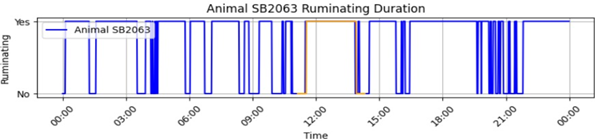 Animal SB2063 Ruminating Duration
Yes
Animal SB2063
Ruminating
No
00:00
03:00
06:00
09:00
12:00
15:00
18:00
21:00
00:00
Time